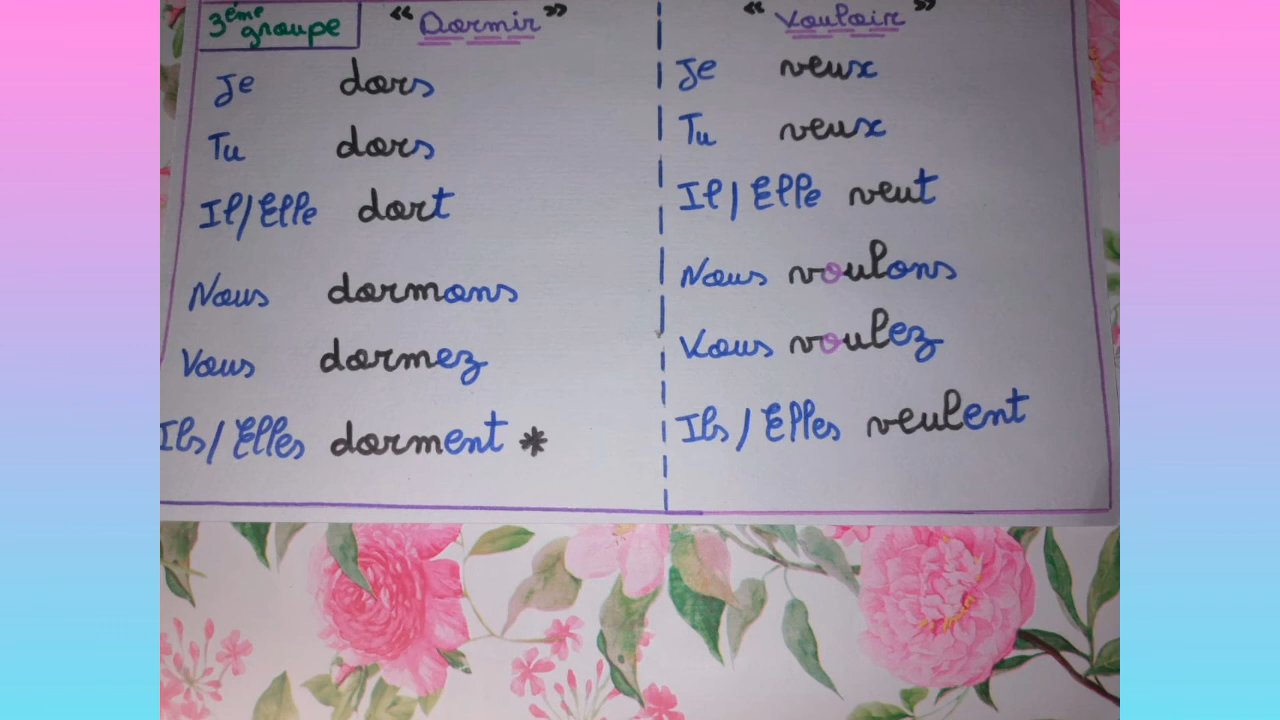 3ème groupe
"Dormir"
Je dors
Tu dors
Il/Elle dort
Nous dormons
Vous dormez
Ils/Elles dorment *
"Vouloir"
Je veux
Tu veux
Il/Elle veut
Nous voulons
Vous voulez
Ils/Elles veulent